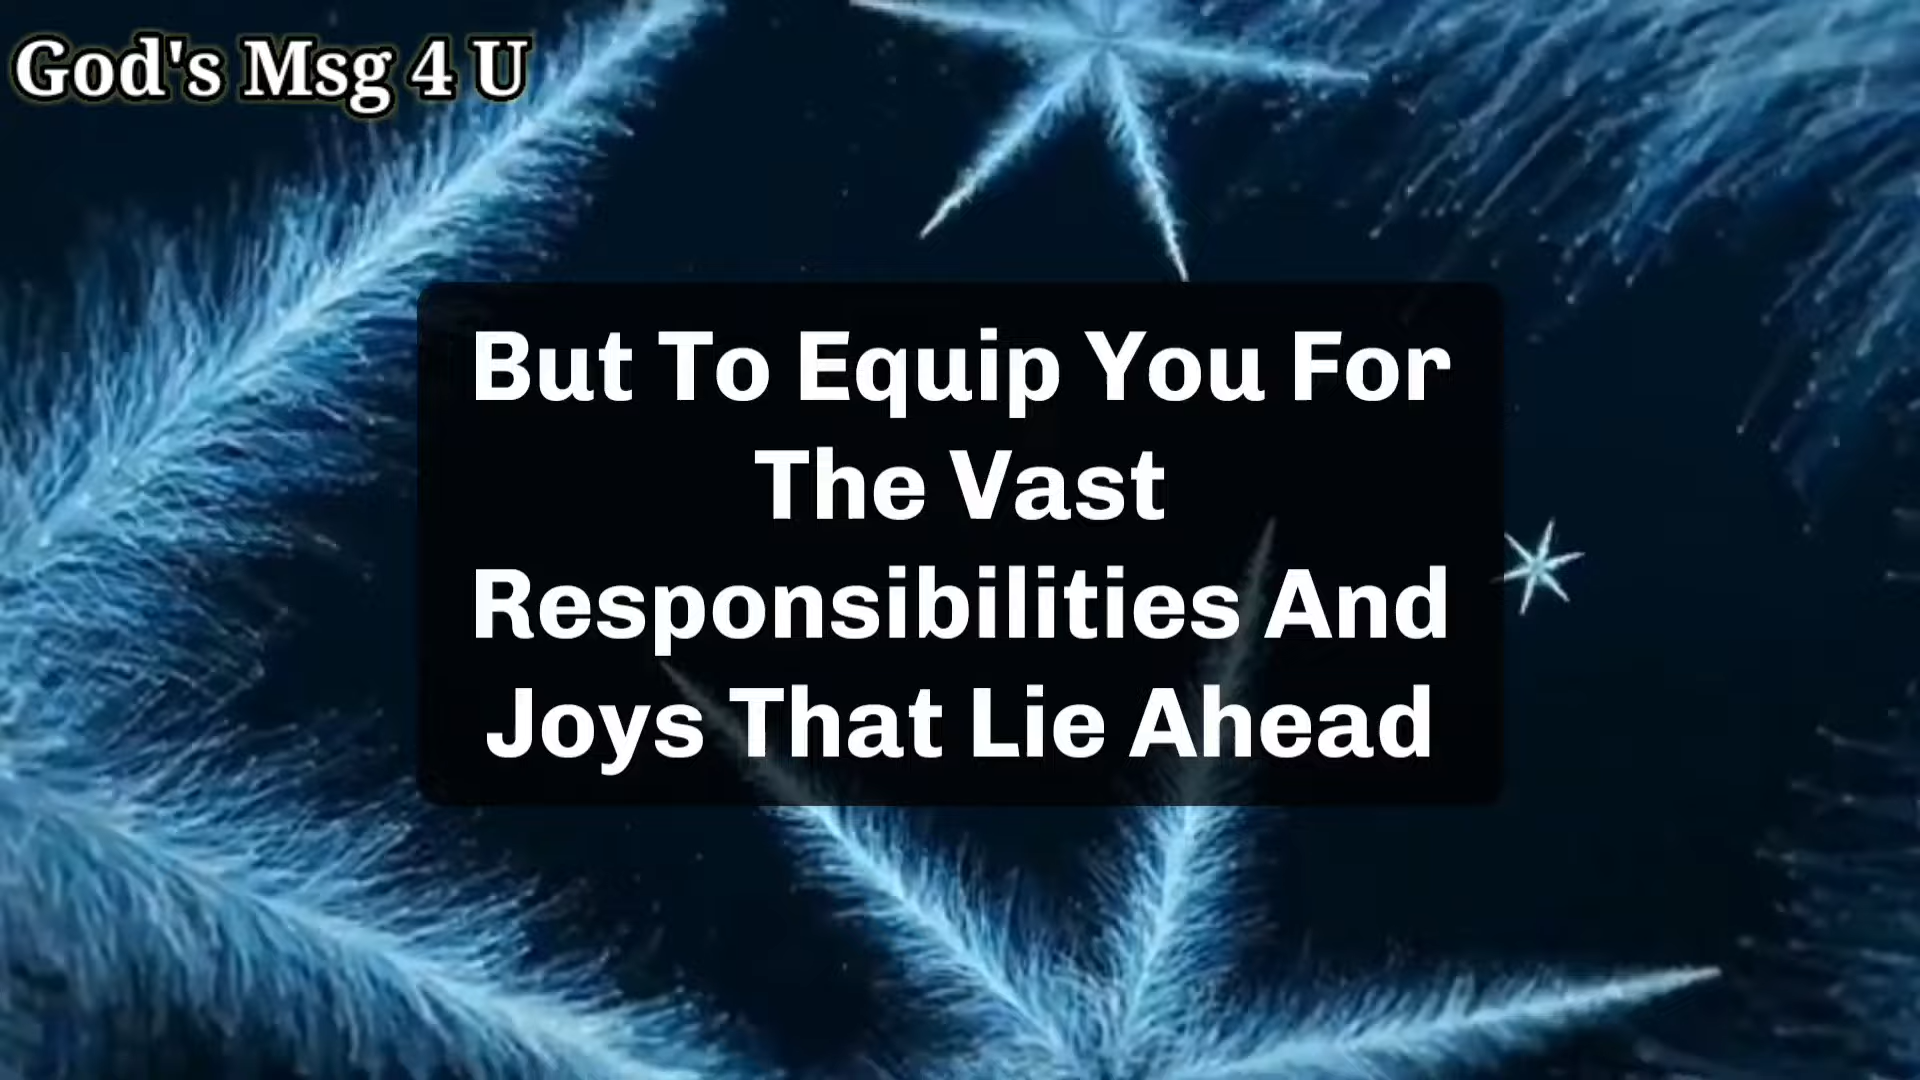 God's Msg 4 U
But To Equip You For
The Vast
Responsibilities And
Joys That Lie Ahead